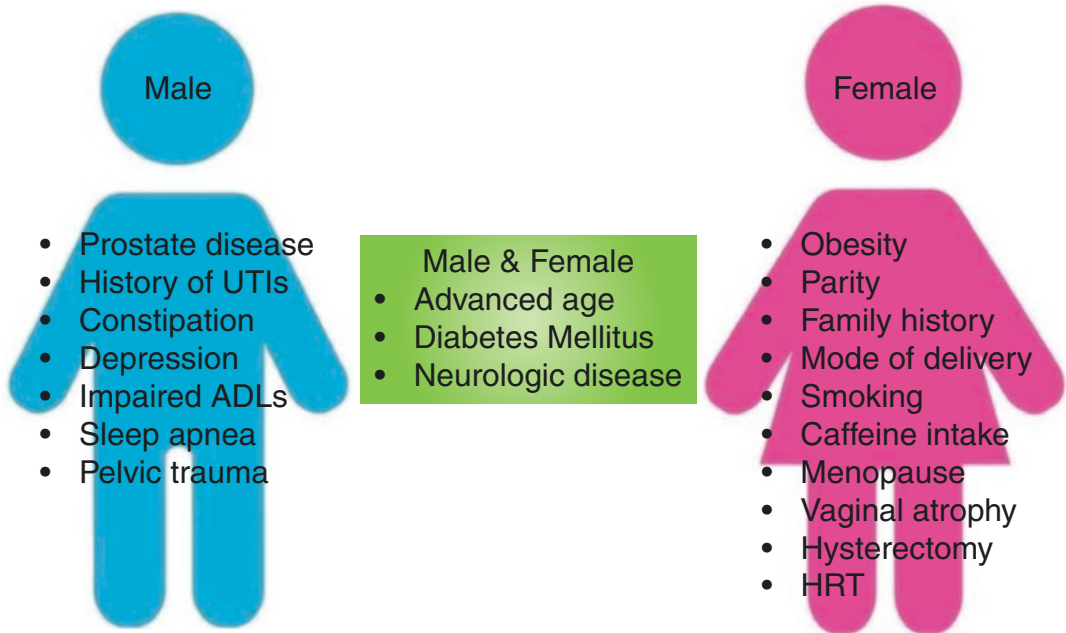 Male
• Prostate disease
• History of UTIs
• Constipation
• Depression
• Impaired ADLs
• Sleep apnea
• Pelvic trauma
Male & Female
• Advanced age
• Diabetes Mellitus
• Neurologic disease
Female
• Obesity
• Parity
• Family history
• Mode of delivery
• Smoking
• Caffeine intake
• Menopause
• Vaginal atrophy
• Hysterectomy
• HRT